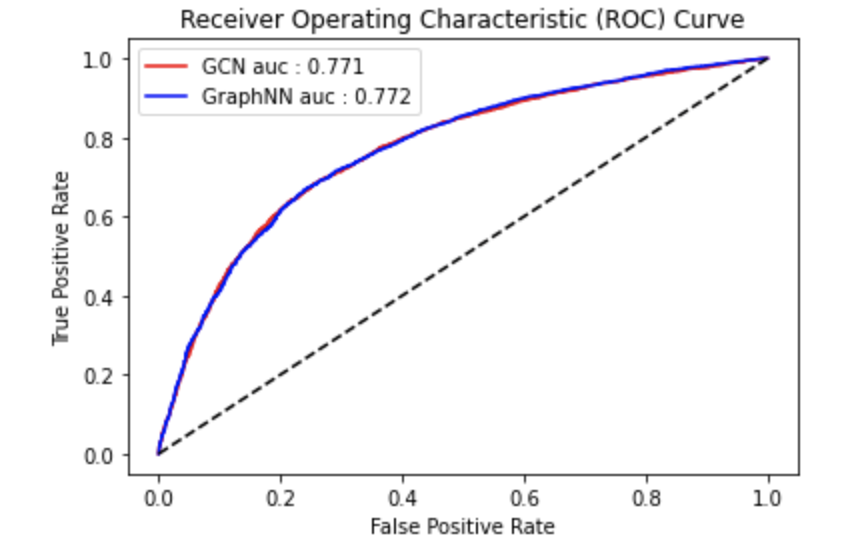 Receiver Operating Characteristic (ROC) Curve
GCN auc : 0.771
GraphNN auc : 0.772
True Positive Rate
1.0
0.8
0.6
0.4
0.2
0.0
0.0 0.2 0.4 0.6 0.8 1.0
False Positive Rate